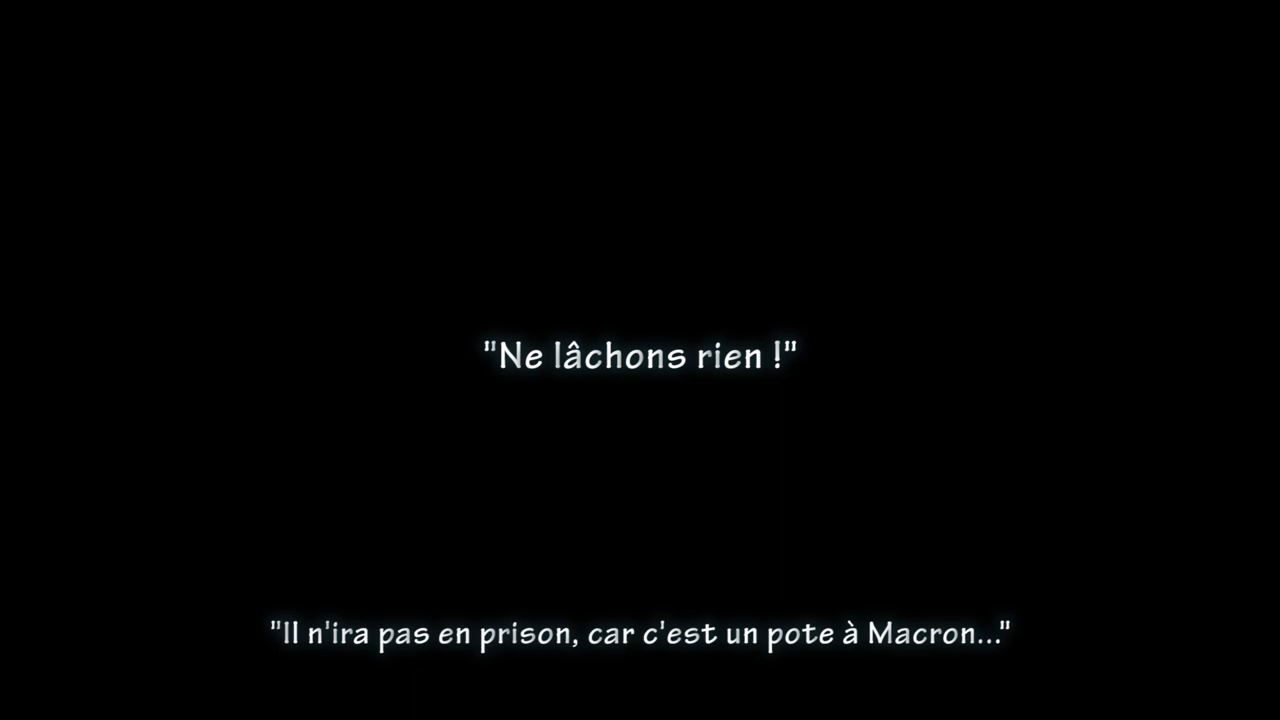 "Ne lâchons rien !"
"Il n'ira pas en prison, car c'est un pote à Macron..."